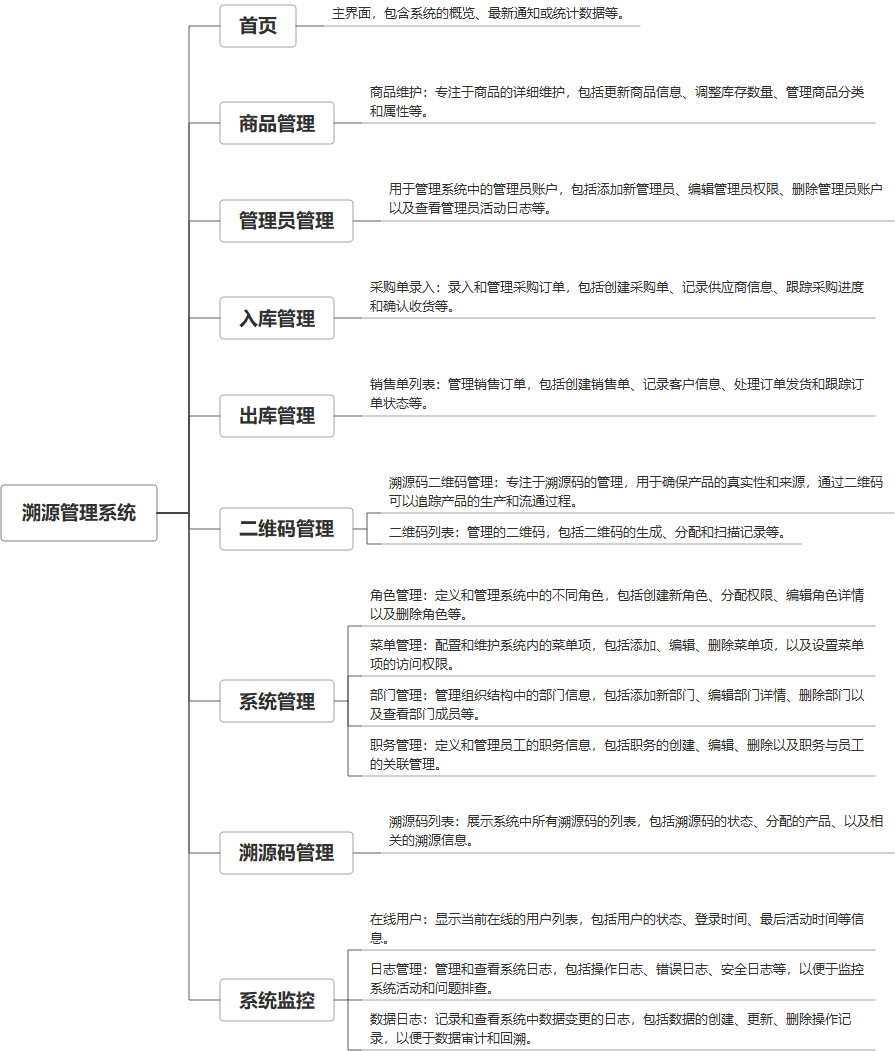 首页
主界面，包含系统的概览、最新通知或统计数据等。
商品管理
商品维护：专注于商品的详细维护，包括更新商品信息、调整库存数量、管理商品分类
和属性等。
管理员管理
用于管理系统中的管理员账户，包括添加新管理员、编辑管理员权限、删除管理员账户
以及查看管理员活动日志等。
入库管理
采购单录入：录入和管理采购订单，包括创建采购单、记录供应商信息、跟踪采购进度
和确认收货等。
出库管理
销售单列表：管理销售订单，包括创建销售单、记录客户信息、处理订单发货和跟踪订
单状态等。
溯源管理系统
二维码管理
溯源码二维码管理：专注于溯源码的管理，用于确保产品的真实性和来源，通过二维码
可以追踪产品的生产和流通过程。
二维码列表：管理的二维码，包括二维码的生成、分配和扫描记录等。
系统管理
角色管理：定义和管理系统中的不同角色，包括创建新角色、分配权限、编辑角色详情
以及删除角色等。
菜单管理：配置和维护系统内的菜单项，包括添加、编辑、删除菜单项，以及设置菜单
项的访问权限。
部门管理：管理组织结构中的部门信息，包括添加新部门、编辑部门详情、删除部门以
及查看部门成员等。
职务管理：定义和管理员工的职务信息，包括职务的创建、编辑、删除以及职务与员工
的关联管理。
溯源码管理
溯源码列表：展示系统中所有溯源码的列表，包括溯源码的状态、分配的产品、以及相
关的溯源信息。
系统监控
在线用户：显示当前在线的用户列表，包括用户的状态、登录时间、最后活动时间等信
息。
日志管理：管理和查看系统日志，包括操作日志、错误日志、安全日志等，以便于监控
系统活动和问题排查。
数据日志：记录和查看系统中数据变更的日志，包括数据的创建、更新、删除操作记
录，以便于数据审计和回溯。